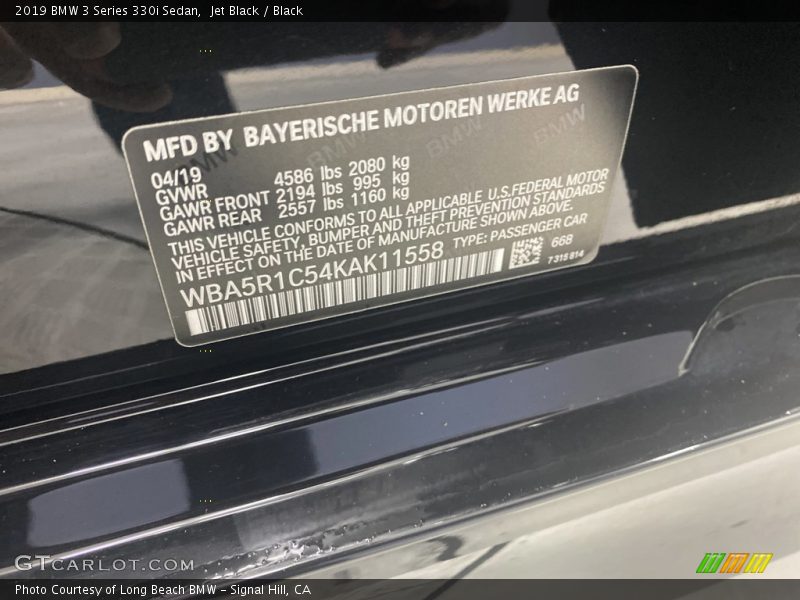 2019 BMW 3 Series 330i Sedan, Jet Black / Black
MFD BY BAYERISCHE MOTOREN WERKE AG
04/19
GVWR 4586 lbs 2080 kg
GAWR FRONT 2194 lbs 995 kg
GAWR REAR 2557 lbs 1160 kg
THIS VEHICLE CONFORMS TO ALL APPLICABLE U.S.FEDERAL MOTOR
VEHICLE SAFETY, BUMPER AND THEFT PREVENTION STANDARDS
IN EFFECT ON THE DATE OF MANUFACTURE SHOWN ABOVE.
WBA5R1C54KAK11558 TYPE: PASSENGER CAR
668
7315814
GTCARLOT.COM
Photo Courtesy of Long Beach BMW - Signal Hill, CA